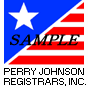 SAMPLE
PERRY JOHNSON
REGISTRARS, INC.